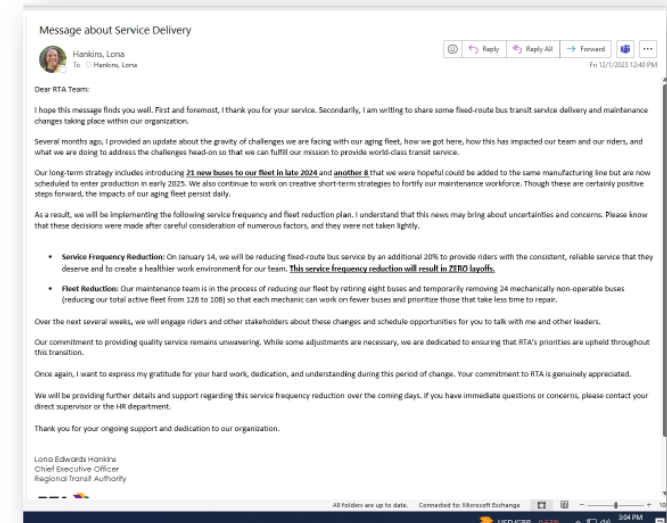 Message about Service Delivery
Hankins, Lona
To Hankins, Lona
Reply
Reply All
Forward
Fri 12/1/2023 12:40 PM
Dear RTA Team:
I hope this message finds you well. First and foremost, I thank you for your service. Secondarily, I am writing to share some fixed-route bus transit service delivery and maintenance
changes taking place within our organization.
Several months ago, I provided an update about the gravity of challenges we are facing with our aging fleet, how we got here, how this has impacted our team and our riders, and
what we are doing to address the challenges head-on so that we can fulfill our mission to provide world-class transit service.
Our long-term strategy includes introducing 21 new buses to our fleet in late 2024 and another 8 that we were hopeful could be added to the same manufacturing line but are now
scheduled to enter production in early 2025. We also continue to work on creative short-term strategies to fortify our maintenance workforce. Though these are certainly positive
steps forward, the impacts of our aging fleet persist daily.
As a result, we will be implementing the following service frequency and fleet reduction plan. I understand that this news may bring about uncertainties and concerns. Please know
that these decisions were made after careful consideration of numerous factors, and they were not taken lightly.
• Service Frequency Reduction: On January 14, we will be reducing fixed-route bus service by an additional 20% to provide riders with the consistent, reliable service that they
deserve and to create a healthier work environment for our team. This service frequency reduction will result in ZERO layoffs.
• Fleet Reduction: Our maintenance team is in the process of reducing our fleet by retiring eight buses and temporarily removing 24 mechanically non-operable buses
(reducing our total active fleet from 126 to 108) so that each mechanic can work on fewer buses and prioritize those that take less time to repair.
Over the next several weeks, we will engage riders and other stakeholders about these changes and schedule opportunities for you to talk with me and other leaders.
Our commitment to providing quality service remains unwavering. While some adjustments are necessary, we are dedicated to ensuring that RTA's priorities are upheld throughout
this transition.
Once again, I want to express my gratitude for your hard work, dedication, and understanding during this period of change. Your commitment to RTA is genuinely appreciated.
We will be providing further details and support regarding this service frequency reduction over the coming days. If you have immediate questions or concerns, please contact your
direct supervisor or the HR department.
Thank you for your ongoing support and dedication to our organization.
Lona Edwards Hankins
Chief Executive Officer
Regional Transit Authority
All folders are up to date. Connected to: Microsoft Exchange
USD/GBP
3:04 PM